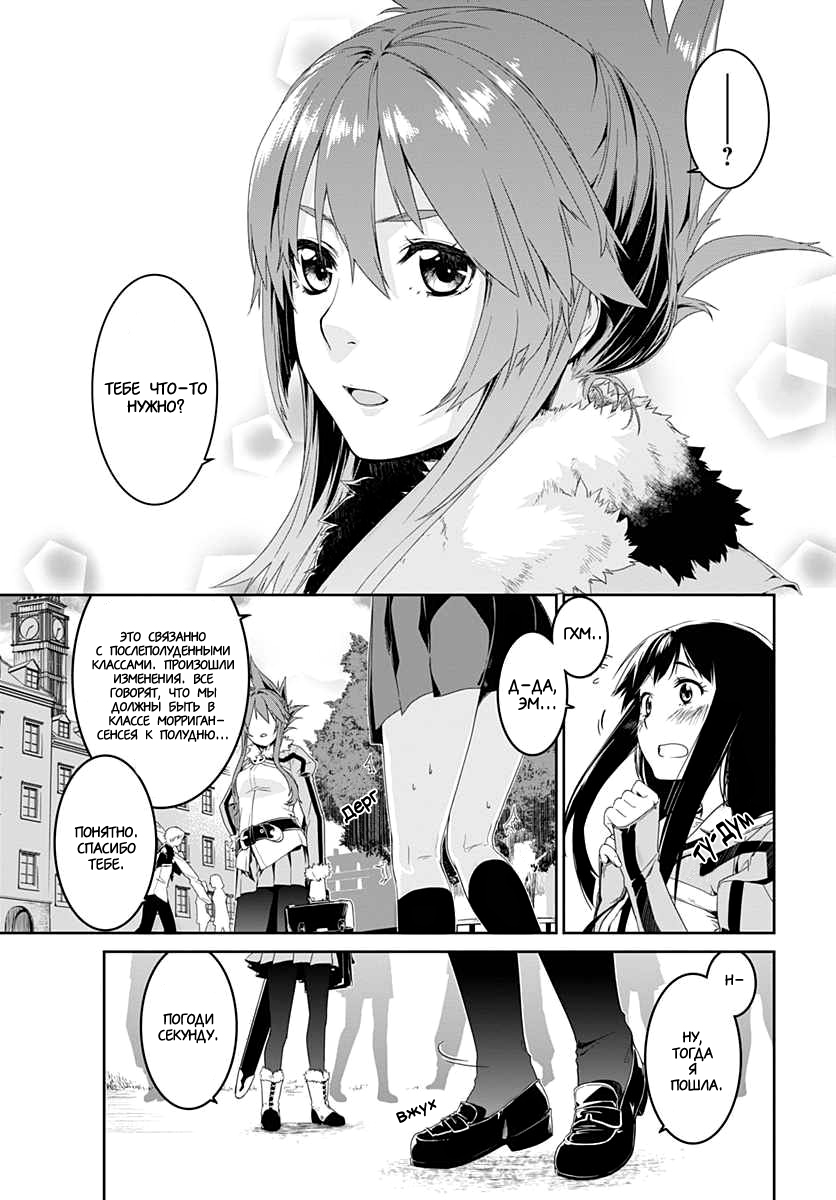 ?
ТЕБЕ ЧТО-ТО
НУЖНО?
ГХМ..
Д-ДА,
ЭМ...
ТУ-ДУМ
ДЕРГ
ЭТО СВЯЗАННО
С ПОСЛЕПОЛУДЕННЫМИ
КЛАССАМИ. ПРОИЗОШЛИ
ИЗМЕНЕНИЯ. ВСЕ
ГОВОРЯТ, ЧТО МЫ
ДОЛЖНЫ БЫТЬ В
КЛАССЕ МОРРИГАН-
СЕНСЕЯ К ПОЛУДНЮ...
ПОНЯТНО.
СПАСИБО
ТЕБЕ.
Н-
НУ,
ТОГДА
Я
ПОШЛА.
ВЖУХ
ПОГОДИ
СЕКУНДУ.